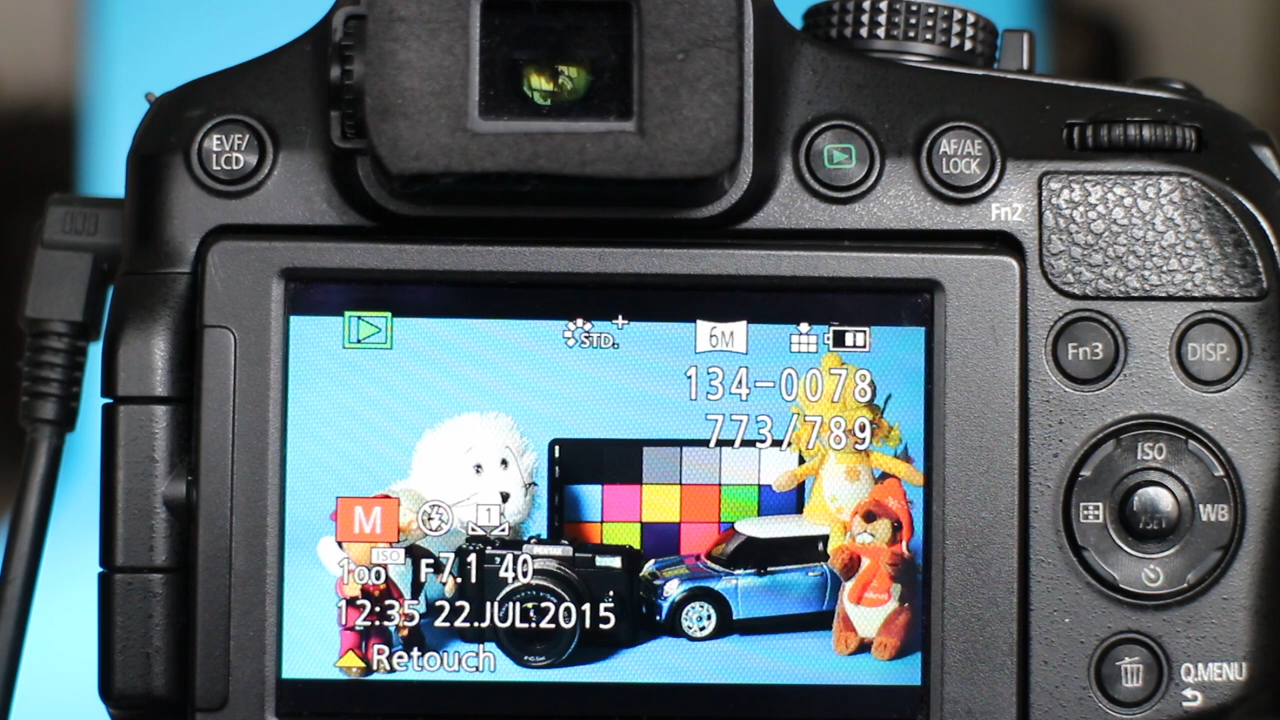 EVF/
LCD
AF/AE
LOCK
Fn2
STD.
6M
134-0078
773/789
M
1
ISO
100 F7.1 40
12:35 22.JUL.2015
Retouch
PENTAX
Fn3
DISP.
ISO
WB
/SET
Q.MENU